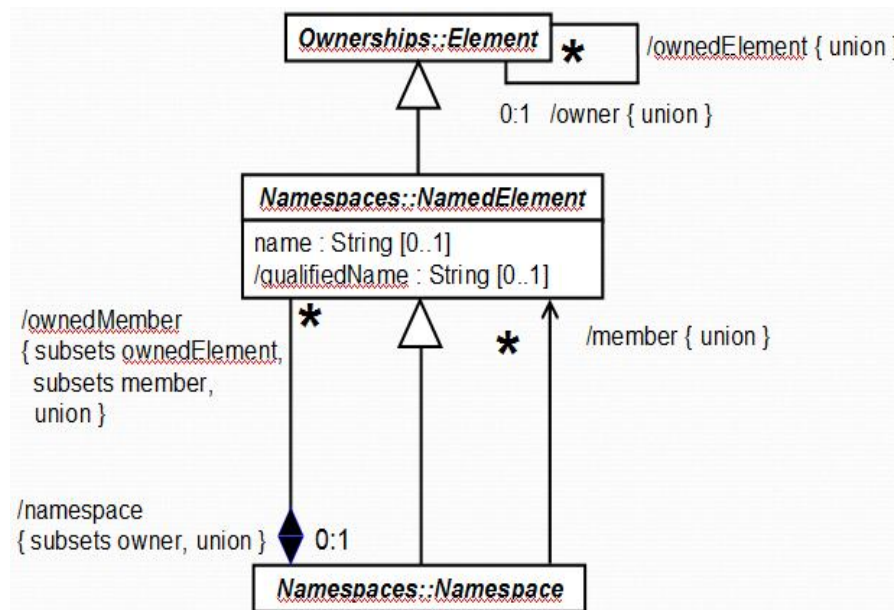 Ownerships::Element
*
/ownedElement { union }
0:1 /owner { union }
Namespaces::NamedElement
name : String [0..1]
/qualifiedName : String [0..1]
/ownedMember
{ subsets ownedElement,
subsets member,
union }
*
*
/member { union }
/namespace
{ subsets owner, union }
0:1
Namespaces::Namespace